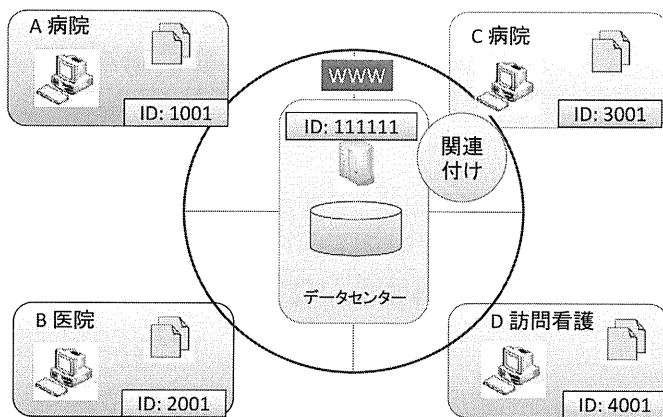 A 病院
ID: 1001
WWW
C 病院
ID: 3001
ID: 111111
関連
付け
データセンター
B 医院
ID: 2001
D 訪問看護
ID: 4001